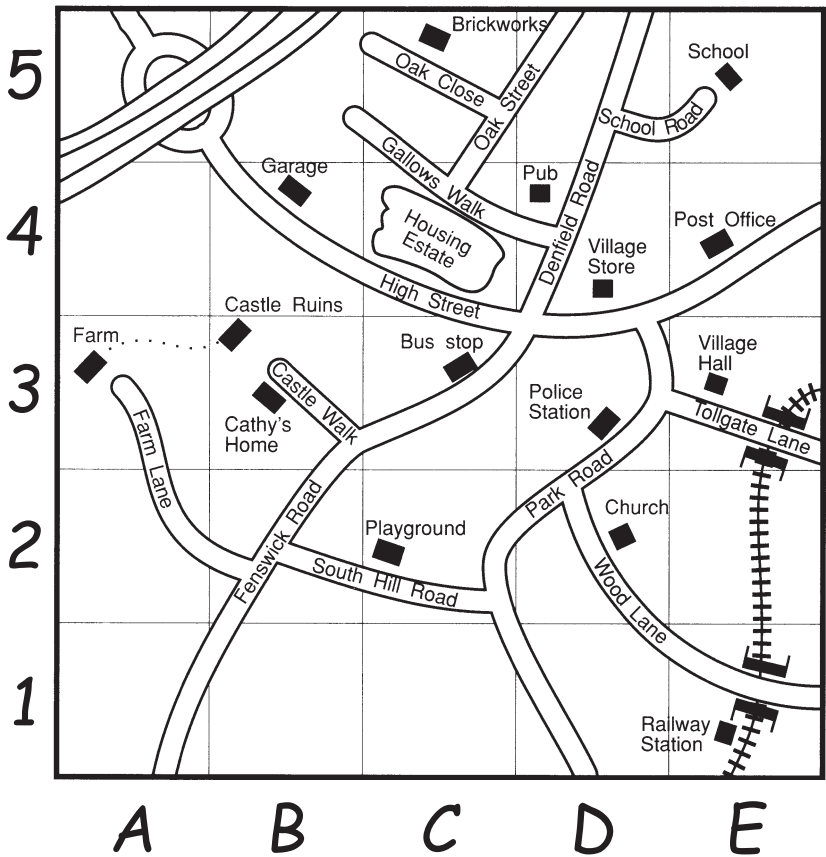 5
Brickworks
School
Oak Close
Oak Street
School Road
Garage
Gallows Walk
Pub
4
Housing
Estate
Denfield Road
Post Office
Village
Store
High Street
Castle Ruins
Farm
Bus stop
Village
Hall
3
Castle Walk
Police
Station
Cathy's
Home
Tollgate Lane
Farm Lane
Park Road
Fenswick Road
Church
2
Playground
South Hill Road
Wood Lane
1
Railway
Station
A B C D E